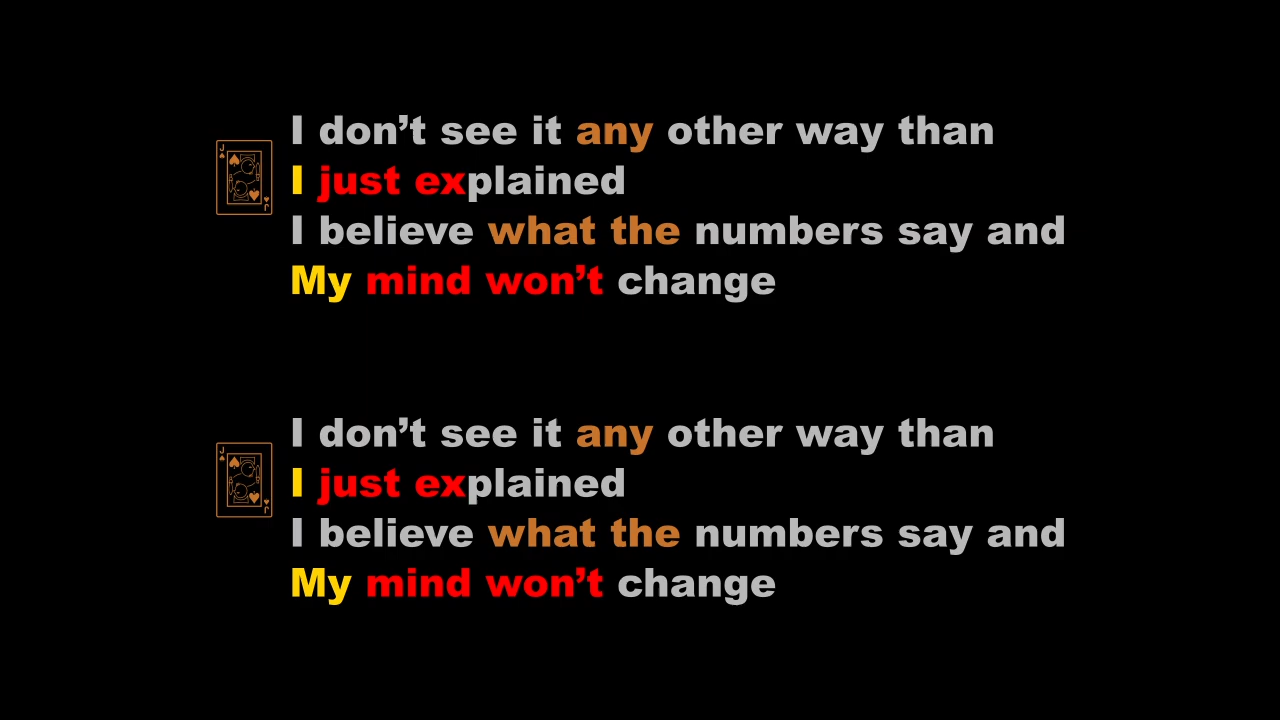 J
I don’t see it any other way than
I just explained
I believe what the numbers say and
My mind won’t change
J
J
I don’t see it any other way than
I just explained
I believe what the numbers say and
My mind won’t change
J